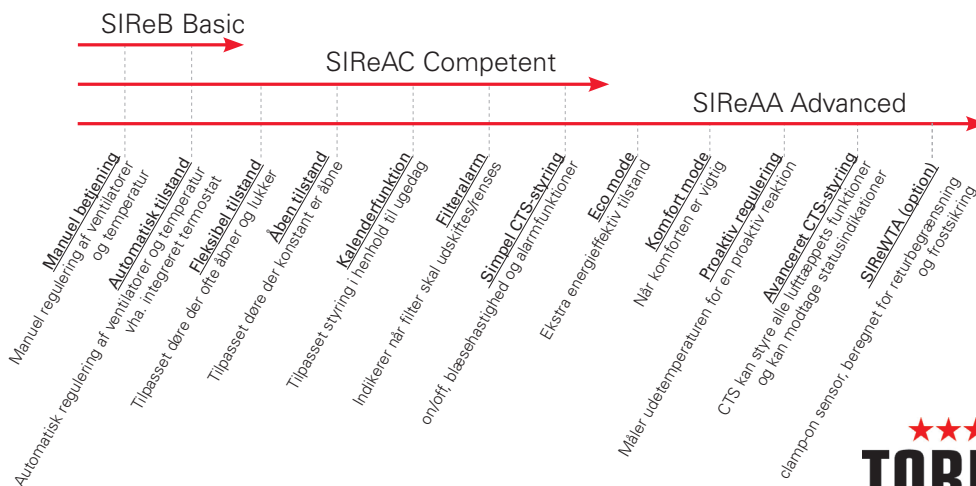 SIReB Basic
SIReAC Competent
SIReAA Advanced
Manuel betjening
Manuel regulering af ventilatorer
og temperatur
Automatisk tilstand
Automatisk regulering af ventilatorer og temperatur
vha. integreret termostat
Fleksibel tilstand
Tilpasset døre der ofte åbner og lukker
Åben tilstand
Tilpasset døre der konstant er åbne
Kalenderfunktion
Tilpasset styring i henhold til ugedag
Filteralarm
Indikerer når filter skal udskiftes/renses
Simpel CTS-styring
on/off, blæsehastighed og alarmfunktioner
Eco mode
Ekstra energieffektiv tilstand
Komfort mode
Når komforten er vigtig
Proaktiv regulering
Måler udetemperaturen for en proaktiv reaktion
Avanceret CTS-styring
CTS kan styre alle lufttæppets funktioner
og kan modtage statusindikationer
SIReWTA (option)
clamp-on sensor, beregnet for returbegrænsning
og frostsikring